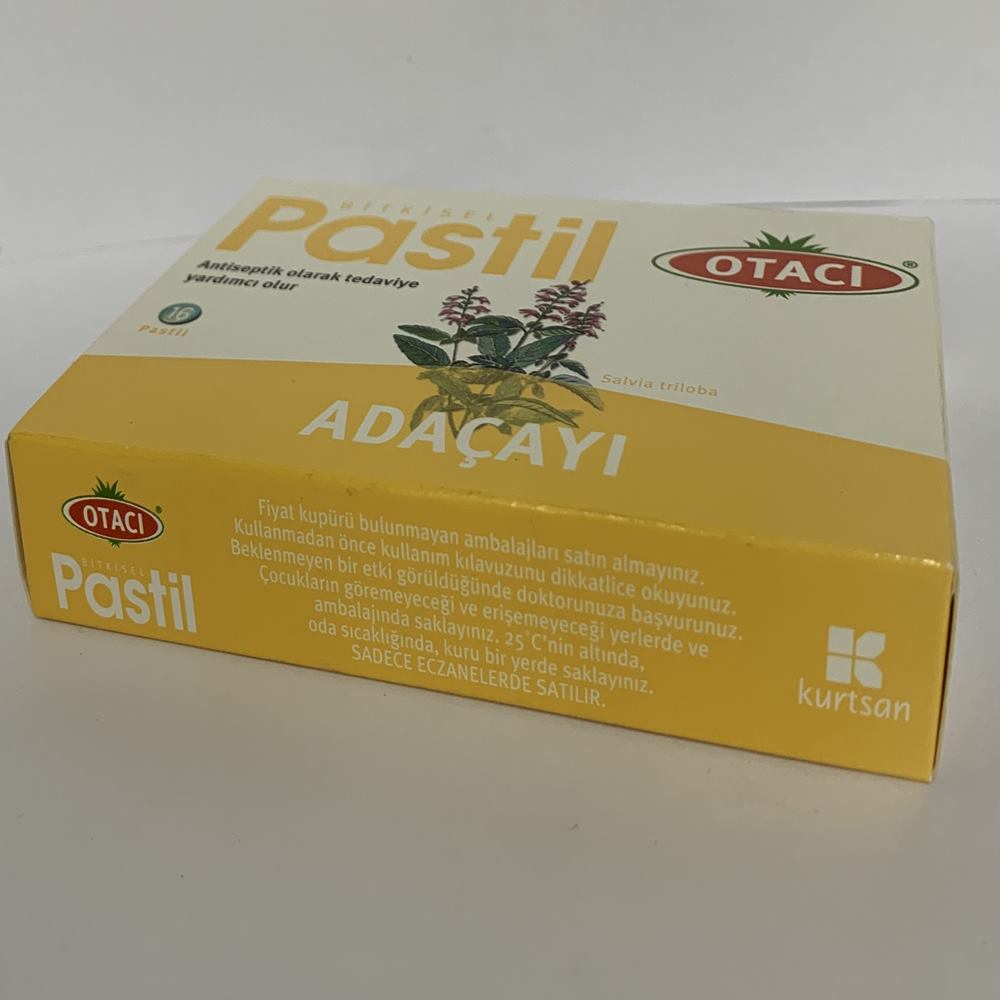 BİTKİSEL
Pastil
Antiseptik olarak tedaviye
yardımcı olur
16
Pastil
OTACI®
Salvia triloba
ADAÇAYI
OTACI®
BİTKİSEL
Pastil
Fiyat kupürü bulunmayan ambalajları satın almayınız.
Kullanmadan önce kullanım kılavuzunu dikkatlice okuyunuz.
Beklenmeyen bir etki görüldüğünde doktorunuza başvurunuz.
Çocukların göremeyeceği ve erişemeyeceği yerlerde ve
ambalajında saklayınız. 25°C'nin altında,
oda sıcaklığında, kuru bir yerde saklayınız.
SADECE ECZANELERDE SATILIR.
kurtsan